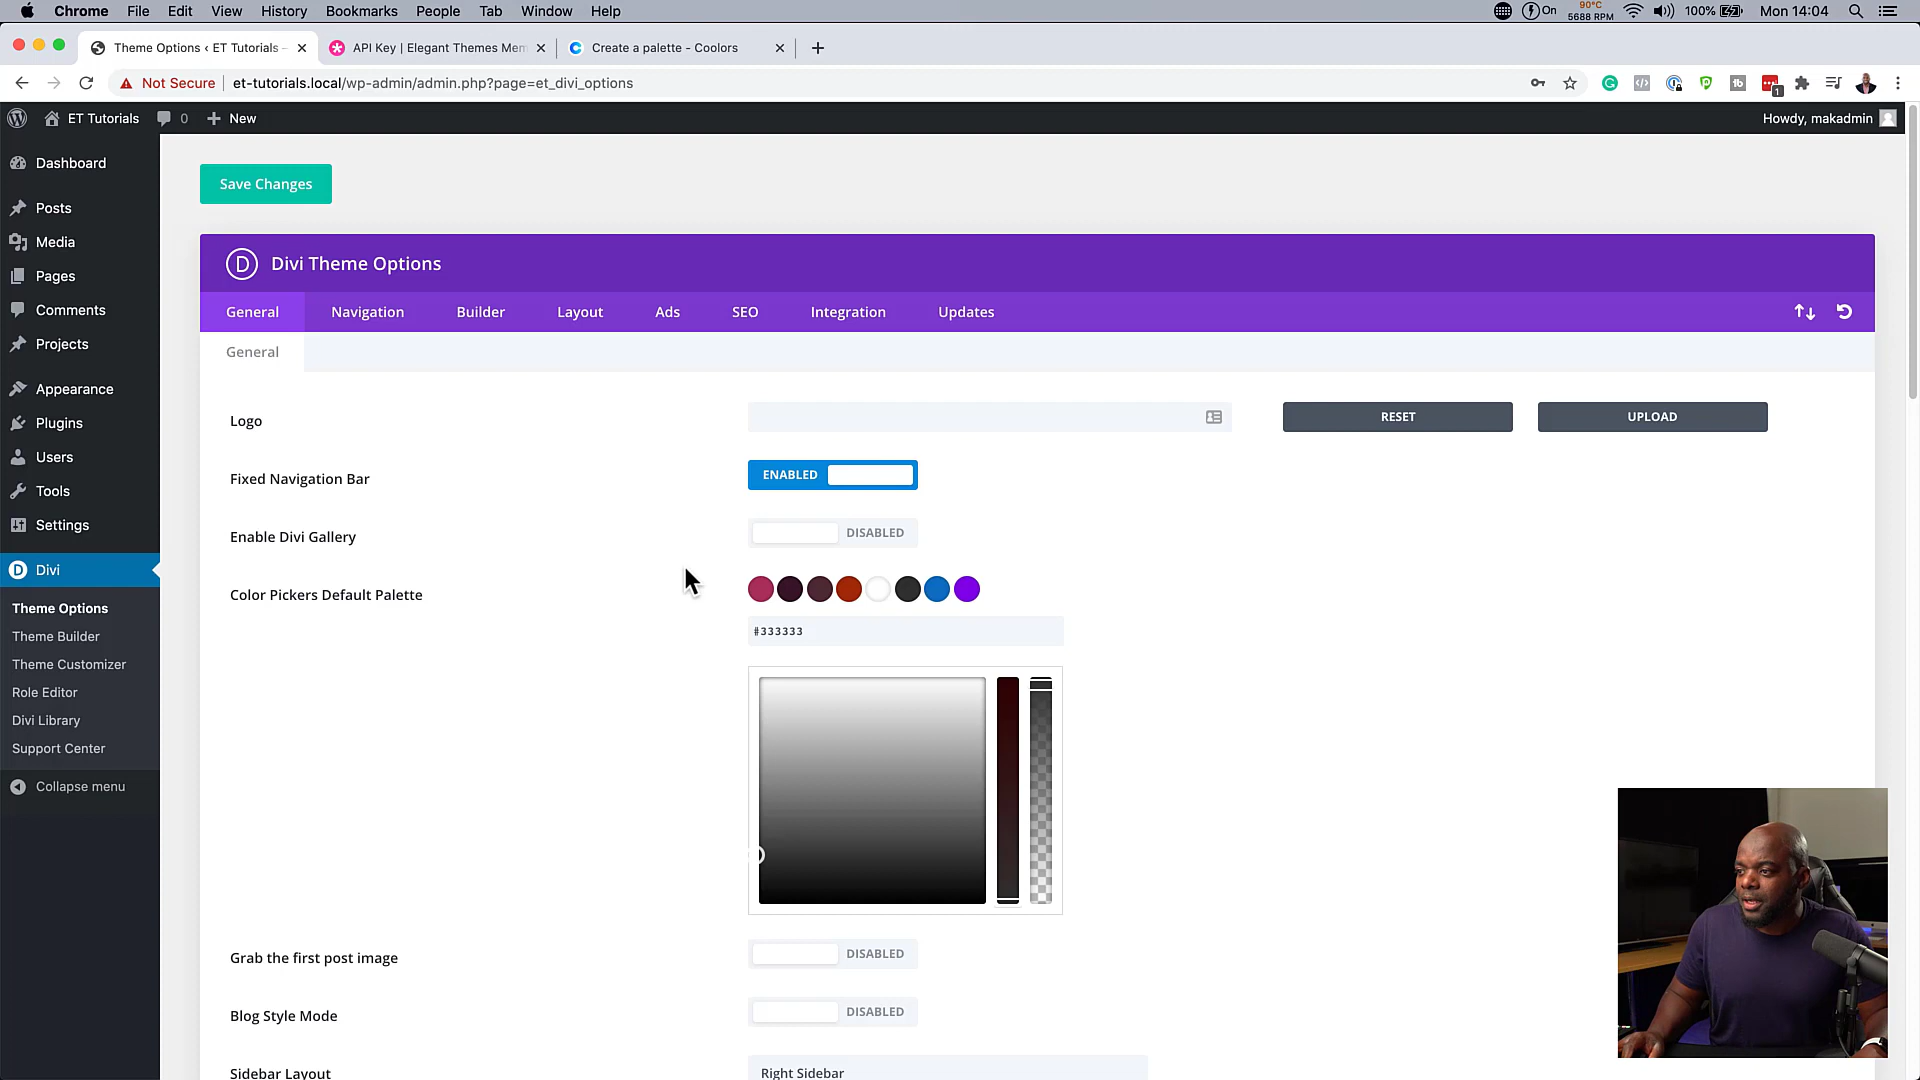 Chrome File Edit View History Bookmarks People Tab Window Help On 90°C 5688 RPM 100% Mon 14:04
Theme Options ‹ ET Tutorials – API Key | Elegant Themes Mem Create a palette - Coolors
Not Secure et-tutorials.local/wp-admin/admin.php?page=et_divi_options 1
ET Tutorials 0 New Howdy, makadmin
Dashboard
Posts
Media
Pages
Comments
Projects
Appearance
Plugins
Users
Tools
Settings
Divi
Theme Options
Theme Builder
Theme Customizer
Role Editor
Divi Library
Support Center
Collapse menu
Save Changes
D Divi Theme Options
General Navigation Builder Layout Ads SEO Integration Updates
General
Logo RESET UPLOAD
Fixed Navigation Bar ENABLED
Enable Divi Gallery DISABLED
Color Pickers Default Palette
#333333
Grab the first post image DISABLED
Blog Style Mode DISABLED
Sidebar Layout Right Sidebar